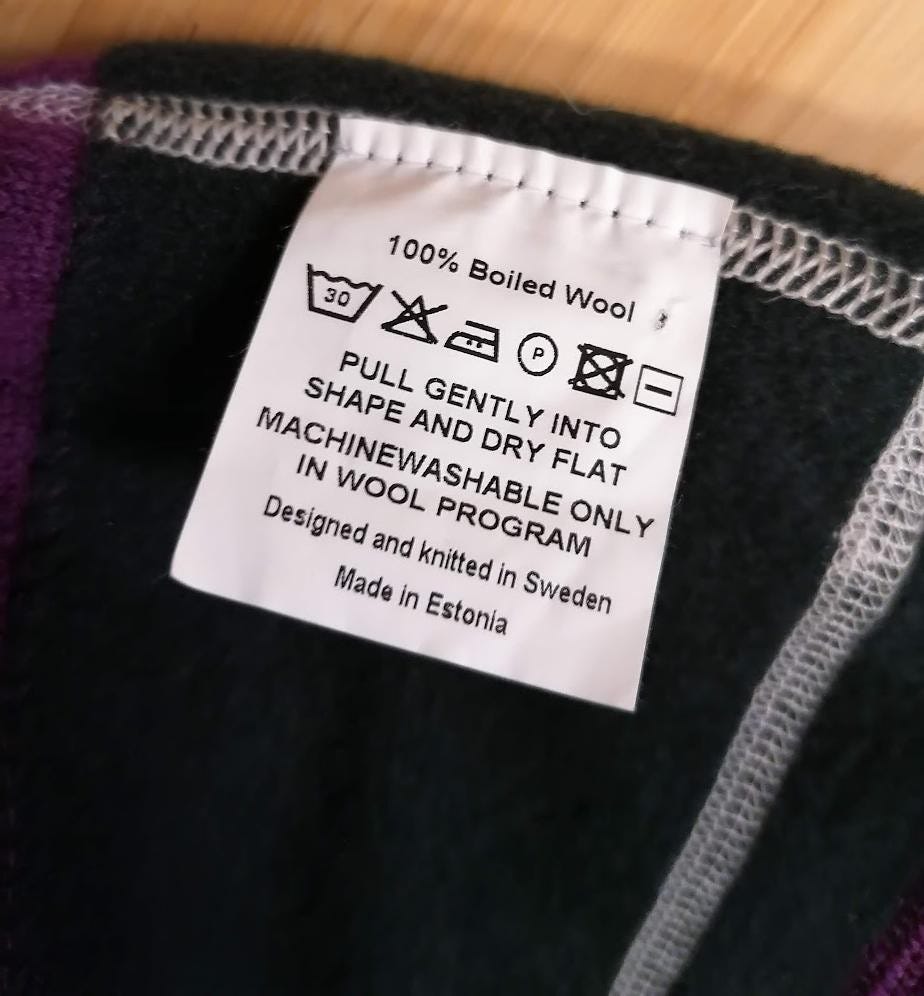 100% Boiled Wool
30 P
PULL GENTLY INTO
SHAPE AND DRY FLAT
MACHINEWASHABLE ONLY
IN WOOL PROGRAM
Designed and knitted in Sweden
Made in Estonia